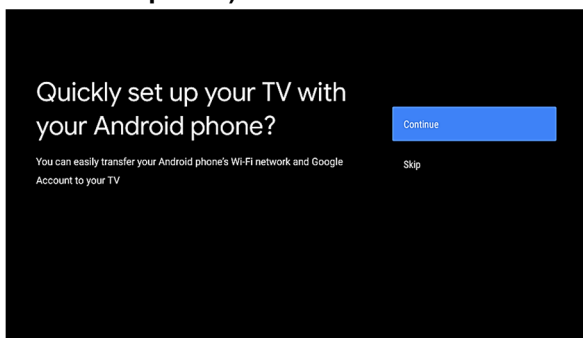 Quickly set up your TV with
your Android phone?
You can easily transfer your Android phone's Wi-Fi network and Google
Account to your TV
Continue
Skip